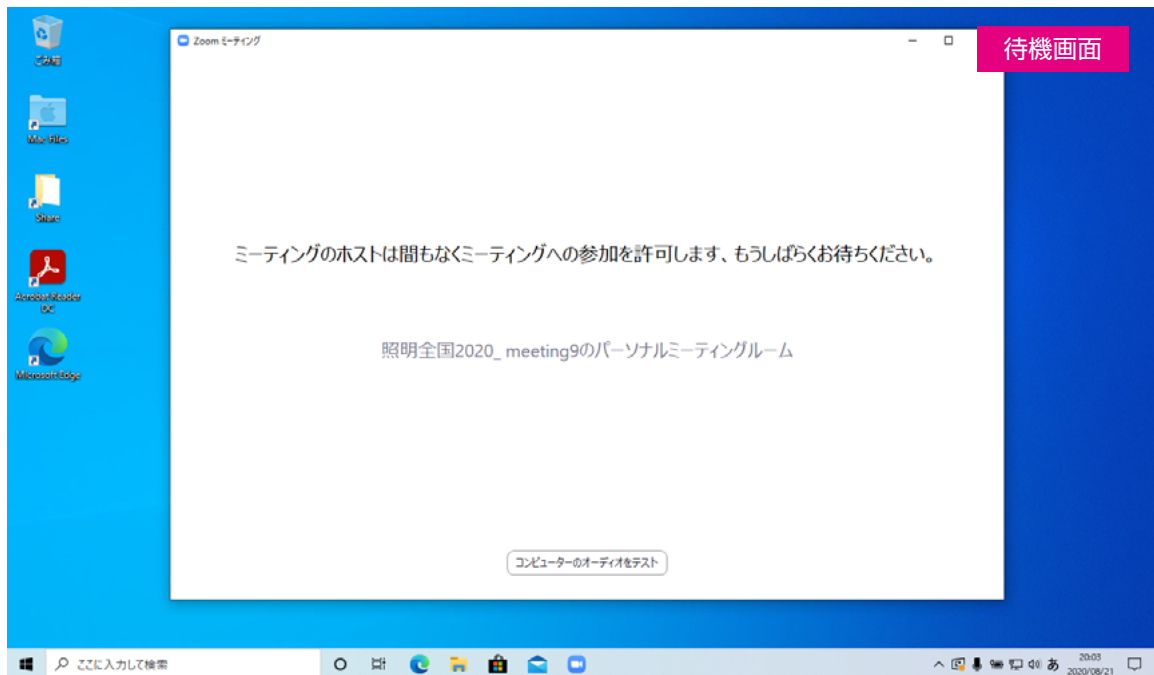 ごみ箱
Mac Files
Share
Acrobat Reader
DC
Microsoft Edge
Zoom ミーティング
待機画面
ミーティングのホストは間もなくミーティングへの参加を許可します、もうしばらくお待ちください。
照明全国2020_ meeting9のパーソナルミーティングルーム
コンピューターのオーディオをテスト
ここに入力して検索
あ
20:03
2020/08/21